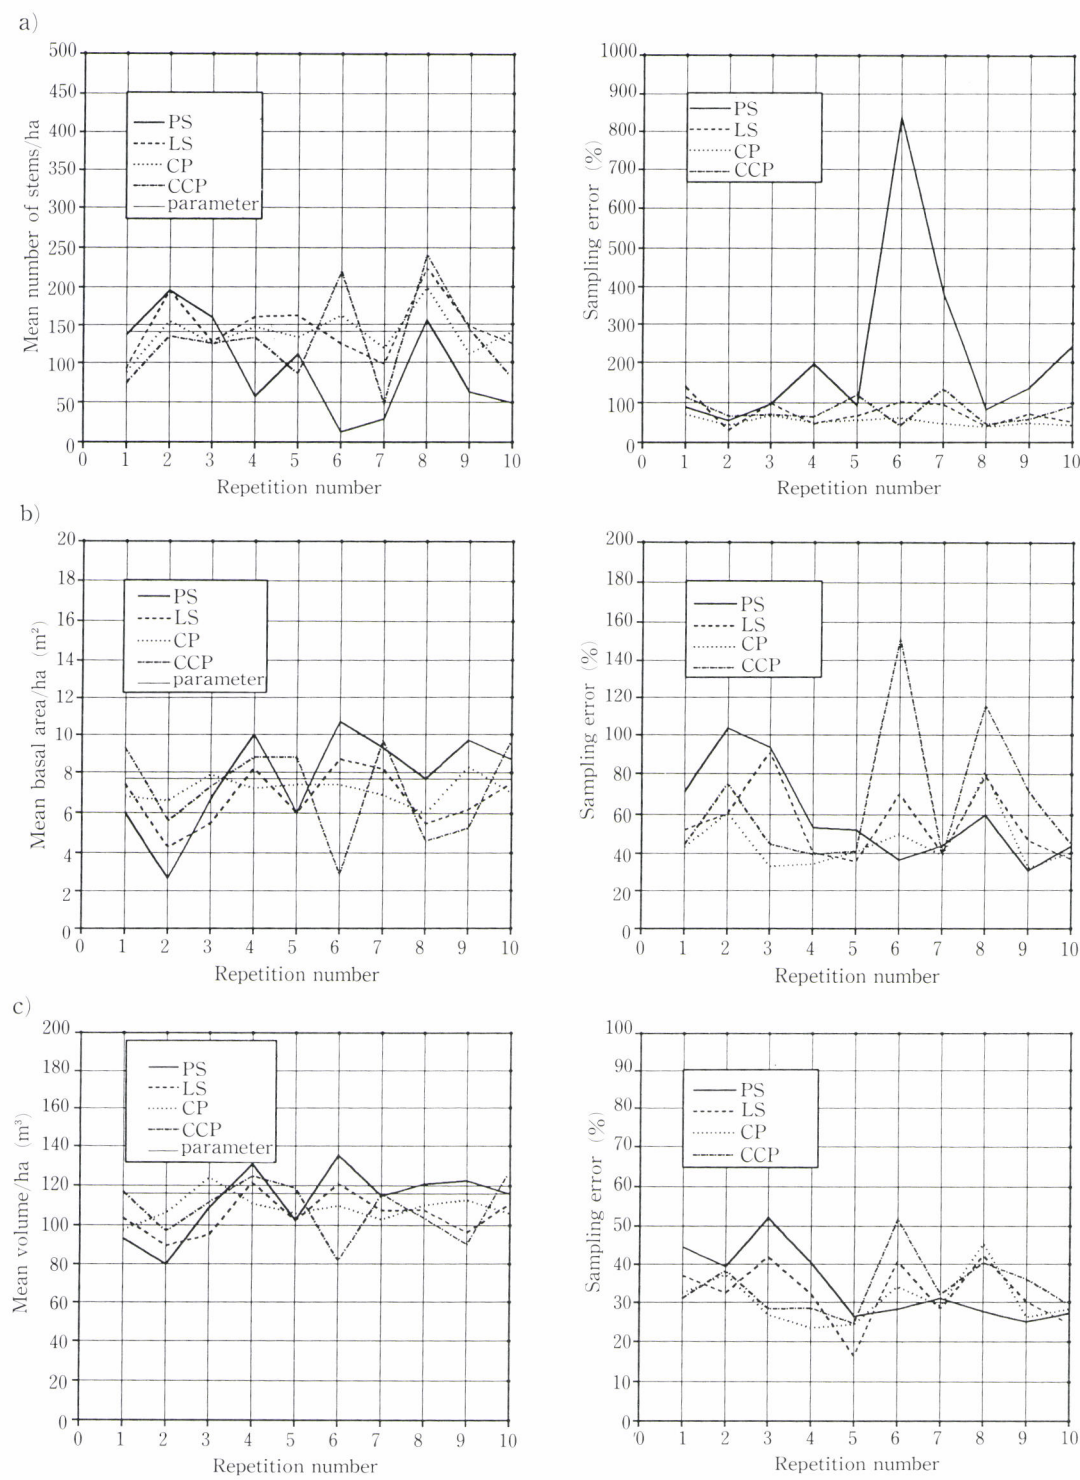 a)
Mean number of stems/ha
500
450
400
350
300
250
200
150
100
50
0
PS
LS
CP
CCP
parameter
0 1 2 3 4 5 6 7 8 9 10
Repetition number
Sampling error (%)
1000
900
800
700
600
500
400
300
200
100
0
PS
LS
CP
CCP
0 1 2 3 4 5 6 7 8 9 10
Repetition number
b)
Mean basal area/ha (m²)
20
18
16
14
12
10
8
6
4
2
0
PS
LS
CP
CCP
parameter
0 1 2 3 4 5 6 7 8 9 10
Repetition number
Sampling error (%)
200
180
160
140
120
100
80
60
40
20
0
PS
LS
CP
CCP
0 1 2 3 4 5 6 7 8 9 10
Repetition number
c)
Mean volume/ha (m³)
200
180
160
140
120
100
80
60
40
20
0
PS
LS
CP
CCP
parameter
0 1 2 3 4 5 6 7 8 9 10
Repetition number
Sampling error (%)
100
90
80
70
60
50
40
30
20
10
0
PS
LS
CP
CCP
0 1 2 3 4 5 6 7 8 9 10
Repetition number